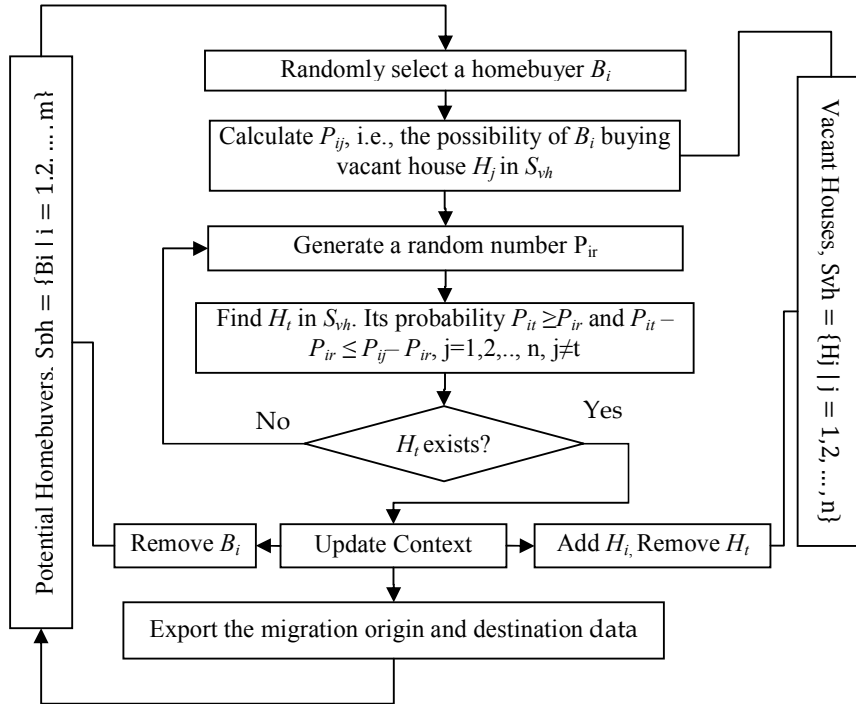 Randomly select a homebuyer Bi
Calculate Pij, i.e., the possibility of Bi buying
vacant house Hj in Svh
Generate a random number Pir
Find Ht in Svh. Its probability Pit ≥Pir and Pit –
Pir ≤ Pij– Pir, j=1,2,.., n, j≠t
No
Yes
Ht exists?
Remove Bi
Update Context
Add Hi, Remove Ht
Export the migration origin and destination data
Potential Homebuyers. Sph = {Bi | i = 1.2. ... . m}
Vacant Houses, Svh = {Hj | j = 1,2, ... , n}